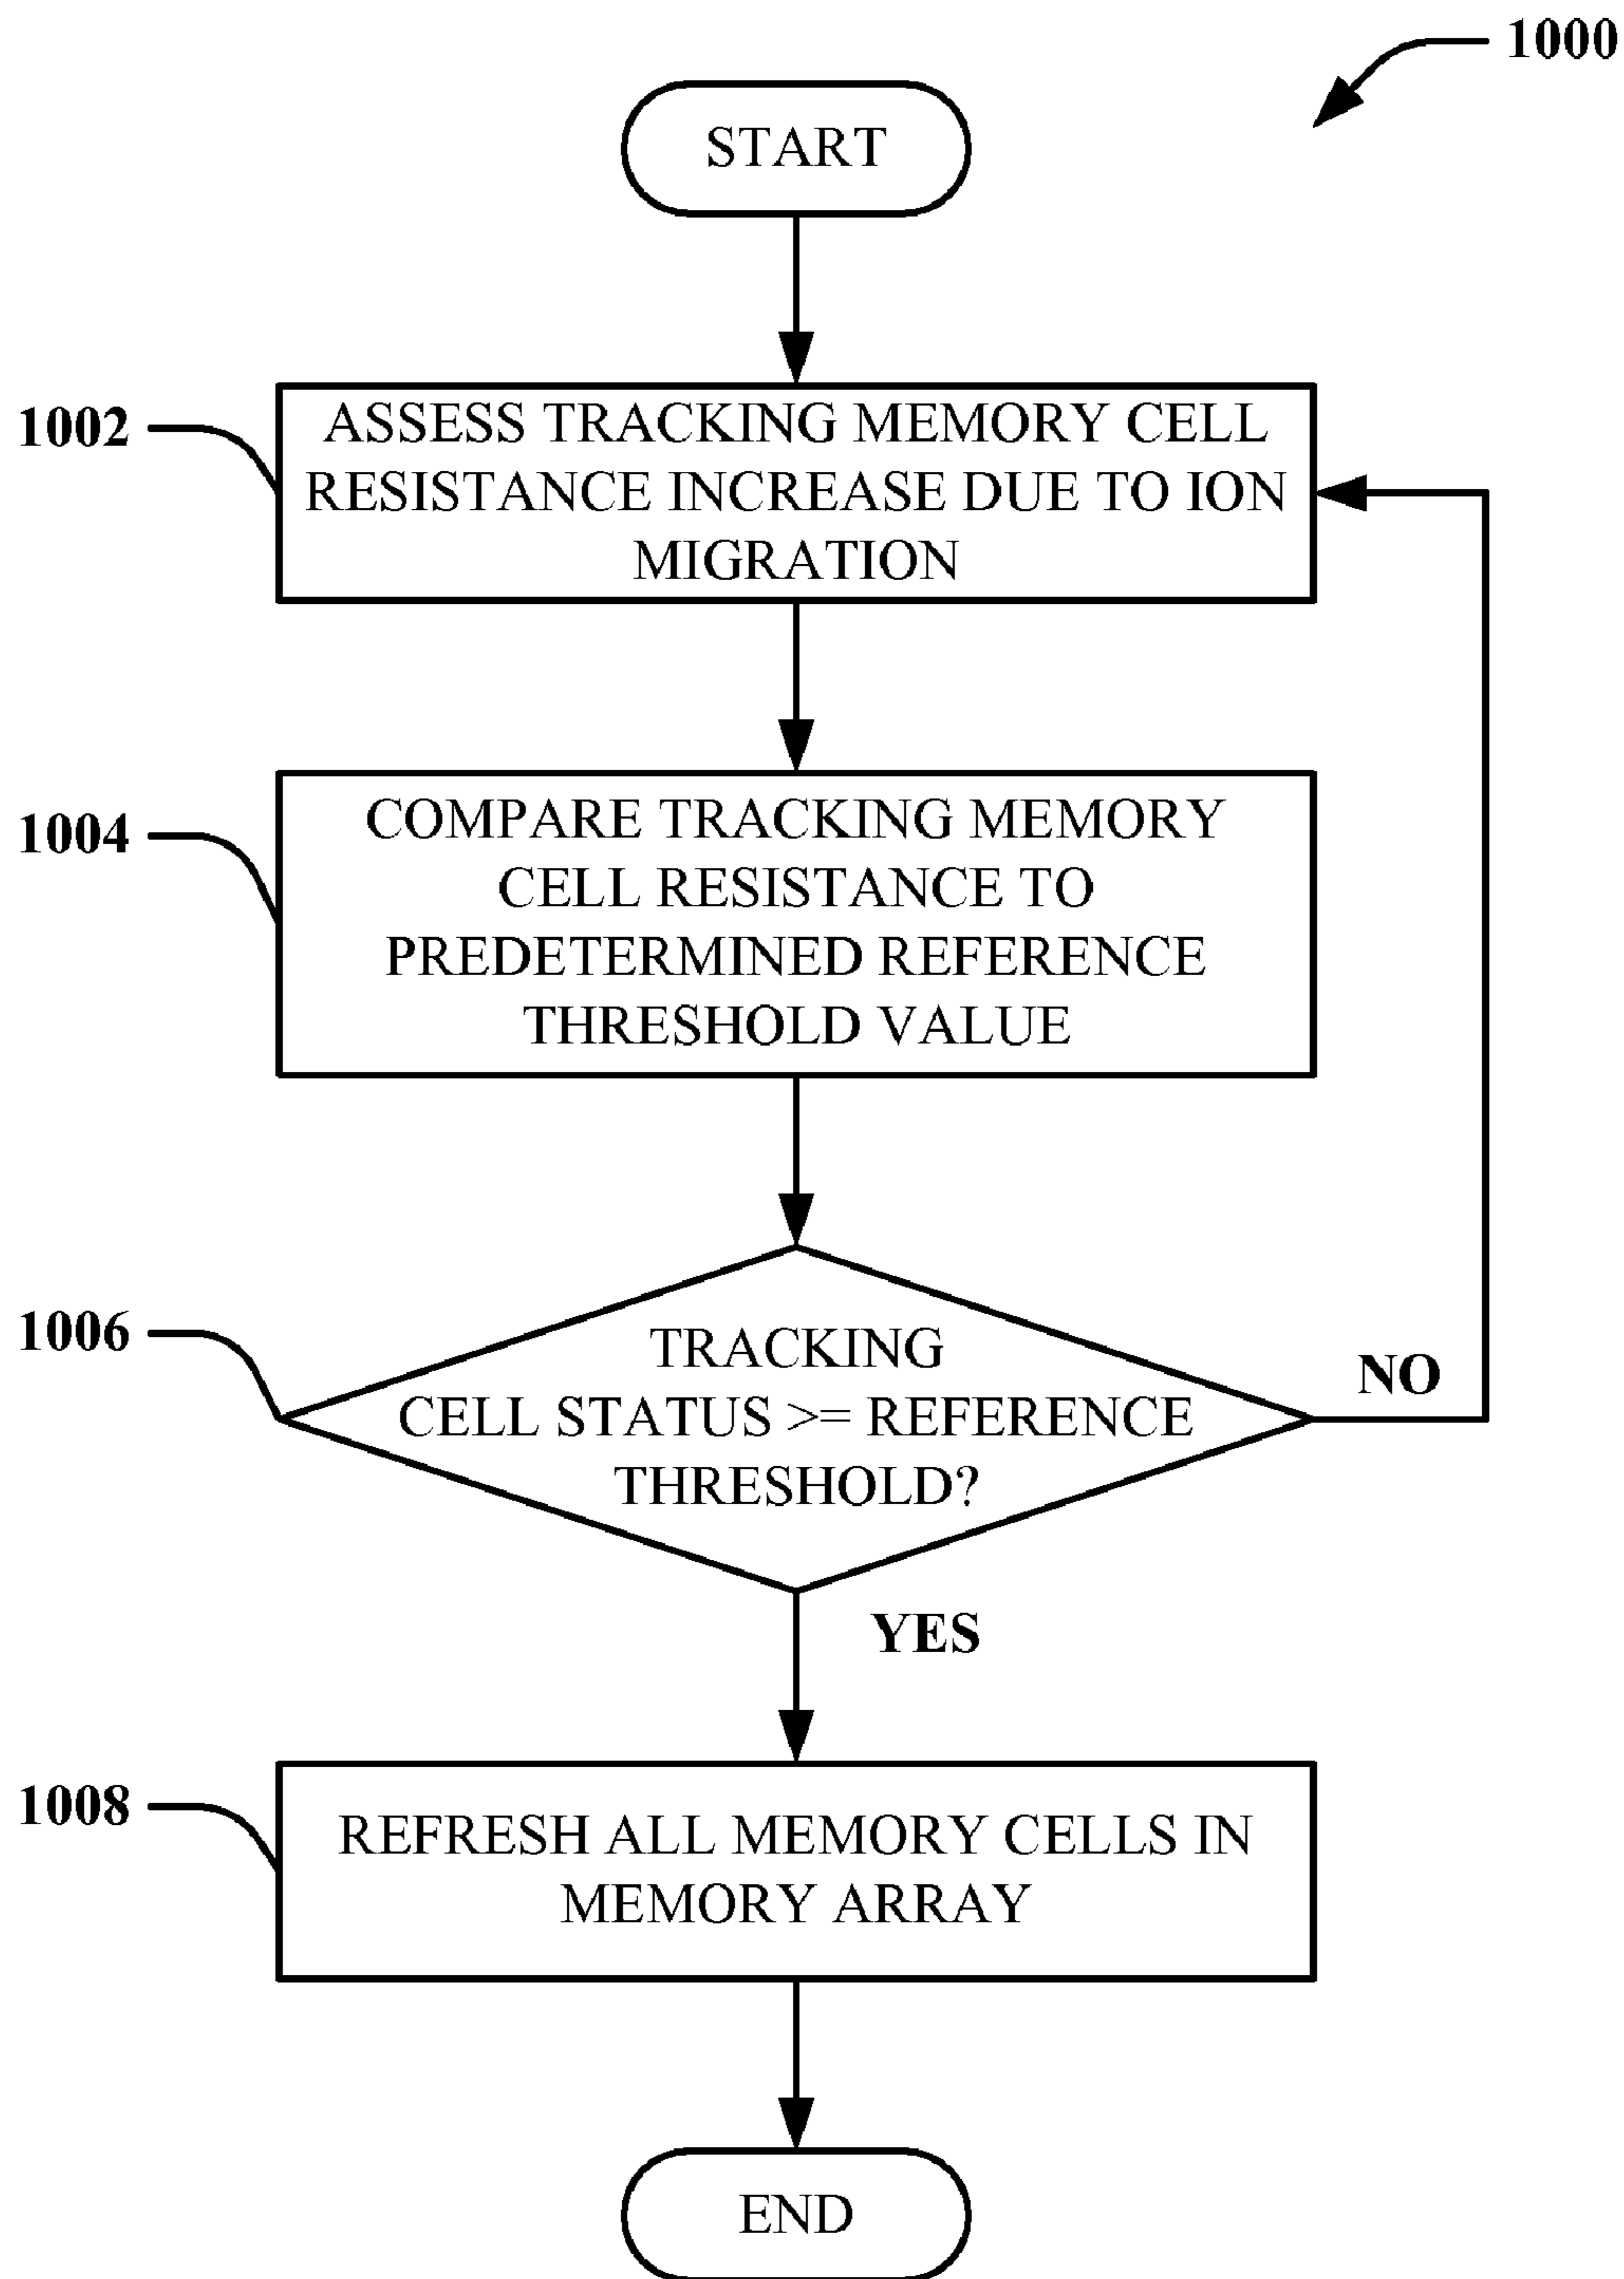 1000
START
1002
ASSESS TRACKING MEMORY CELL
RESISTANCE INCREASE DUE TO ION
MIGRATION
1004
COMPARE TRACKING MEMORY
CELL RESISTANCE TO
PREDETERMINED REFERENCE
THRESHOLD VALUE
1006
TRACKING
CELL STATUS >= REFERENCE
THRESHOLD?
NO
YES
1008
REFRESH ALL MEMORY CELLS IN
MEMORY ARRAY
END